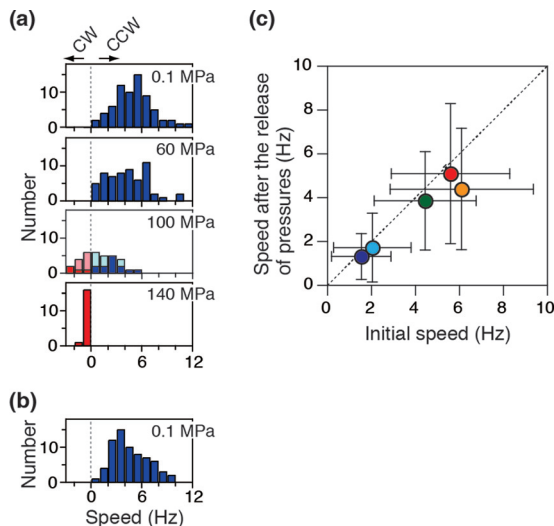 (a)
CW CCW
0.1 MPa
10
0
60 MPa
10
0
100 MPa
10
0
140 MPa
10
0
0 6 12
Number
(b)
0.1 MPa
10
0
0 6 12
Number
Speed (Hz)
(c)
10
8
6
4
2
0
0 2 4 6 8 10
Speed after the release
of pressures (Hz)
Initial speed (Hz)